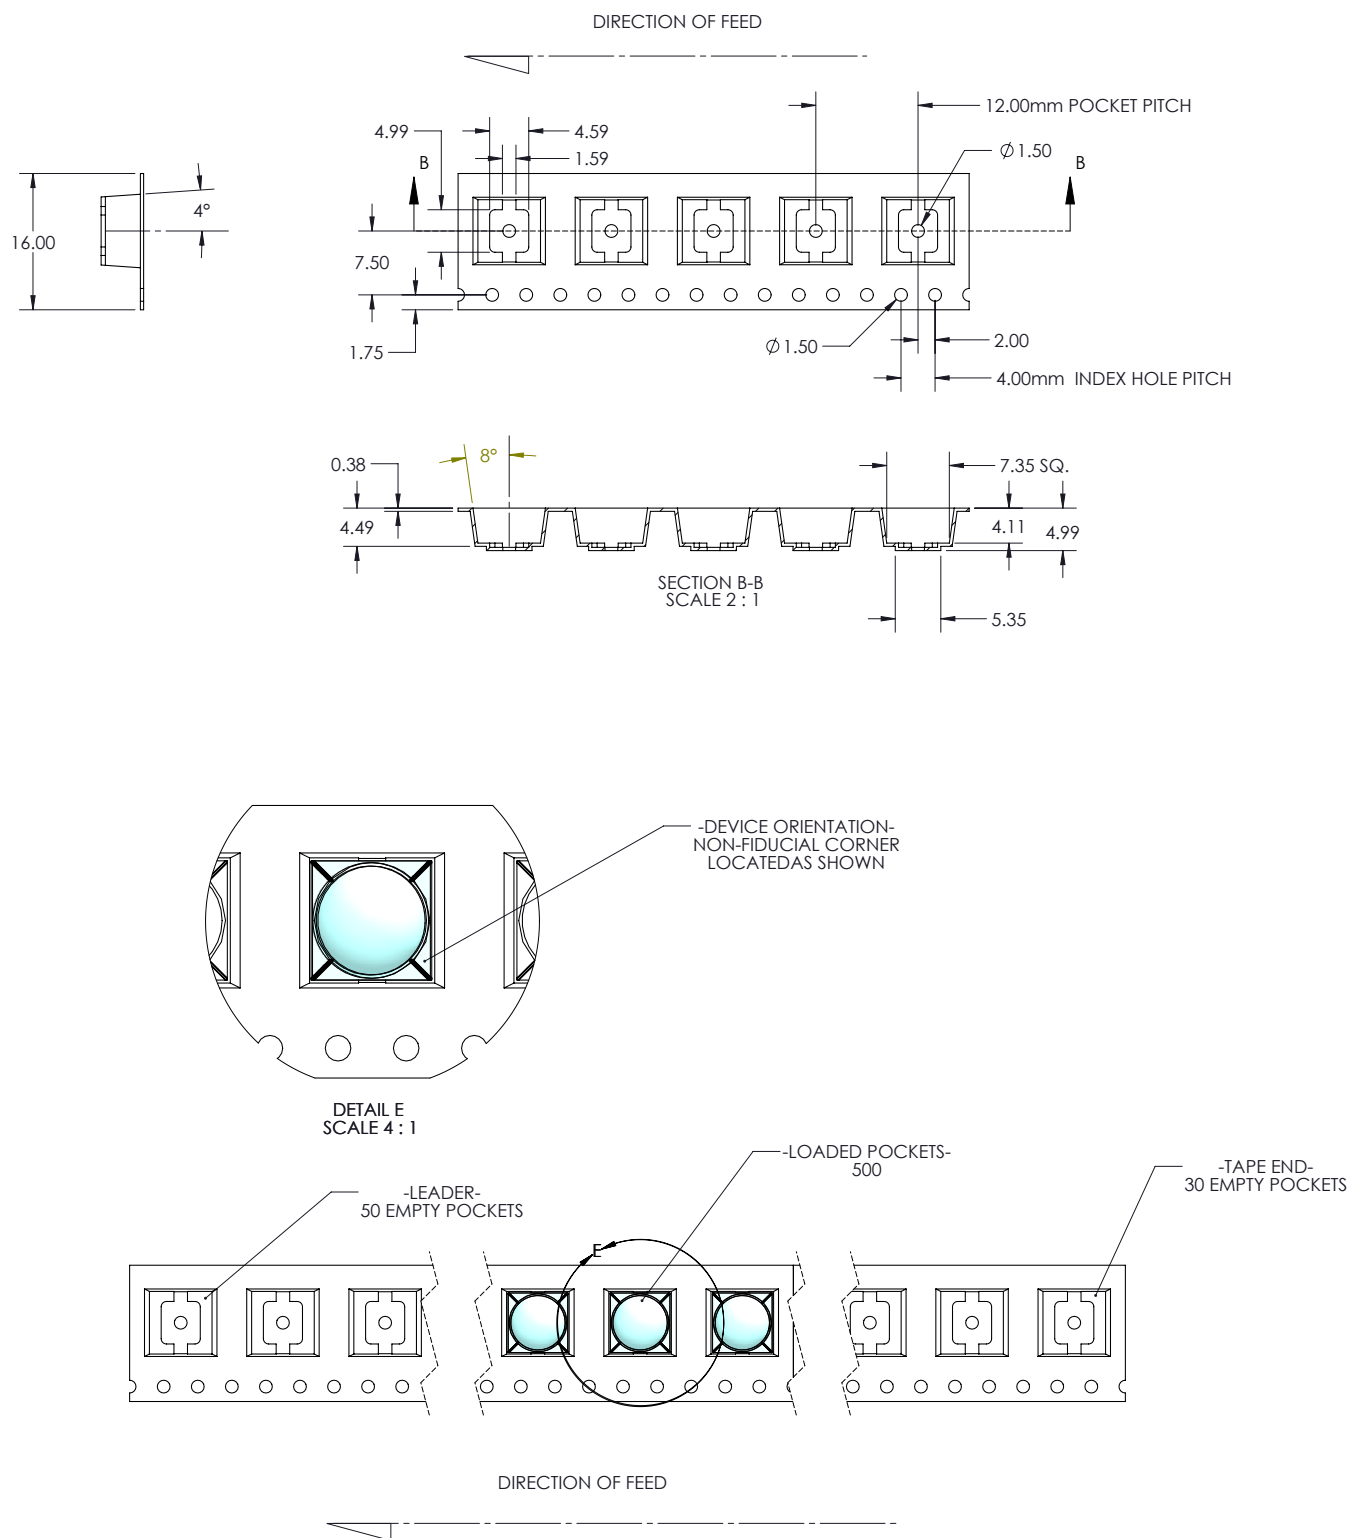 DIRECTION OF FEED
12.00mm POCKET PITCH
4.99
4.59
1.59
Ø1.50
B
B
4°
16.00
7.50
1.75
Ø1.50
2.00
4.00mm INDEX HOLE PITCH
8°
0.38
7.35 SQ.
4.49
4.11
4.99
SECTION B-B
SCALE 2 : 1
5.35
-DEVICE ORIENTATION-
NON-FIDUCIAL CORNER
LOCATEDAS SHOWN
DETAIL E
SCALE 4 : 1
-LOADED POCKETS-
500
-TAPE END-
30 EMPTY POCKETS
-LEADER-
50 EMPTY POCKETS
E
DIRECTION OF FEED